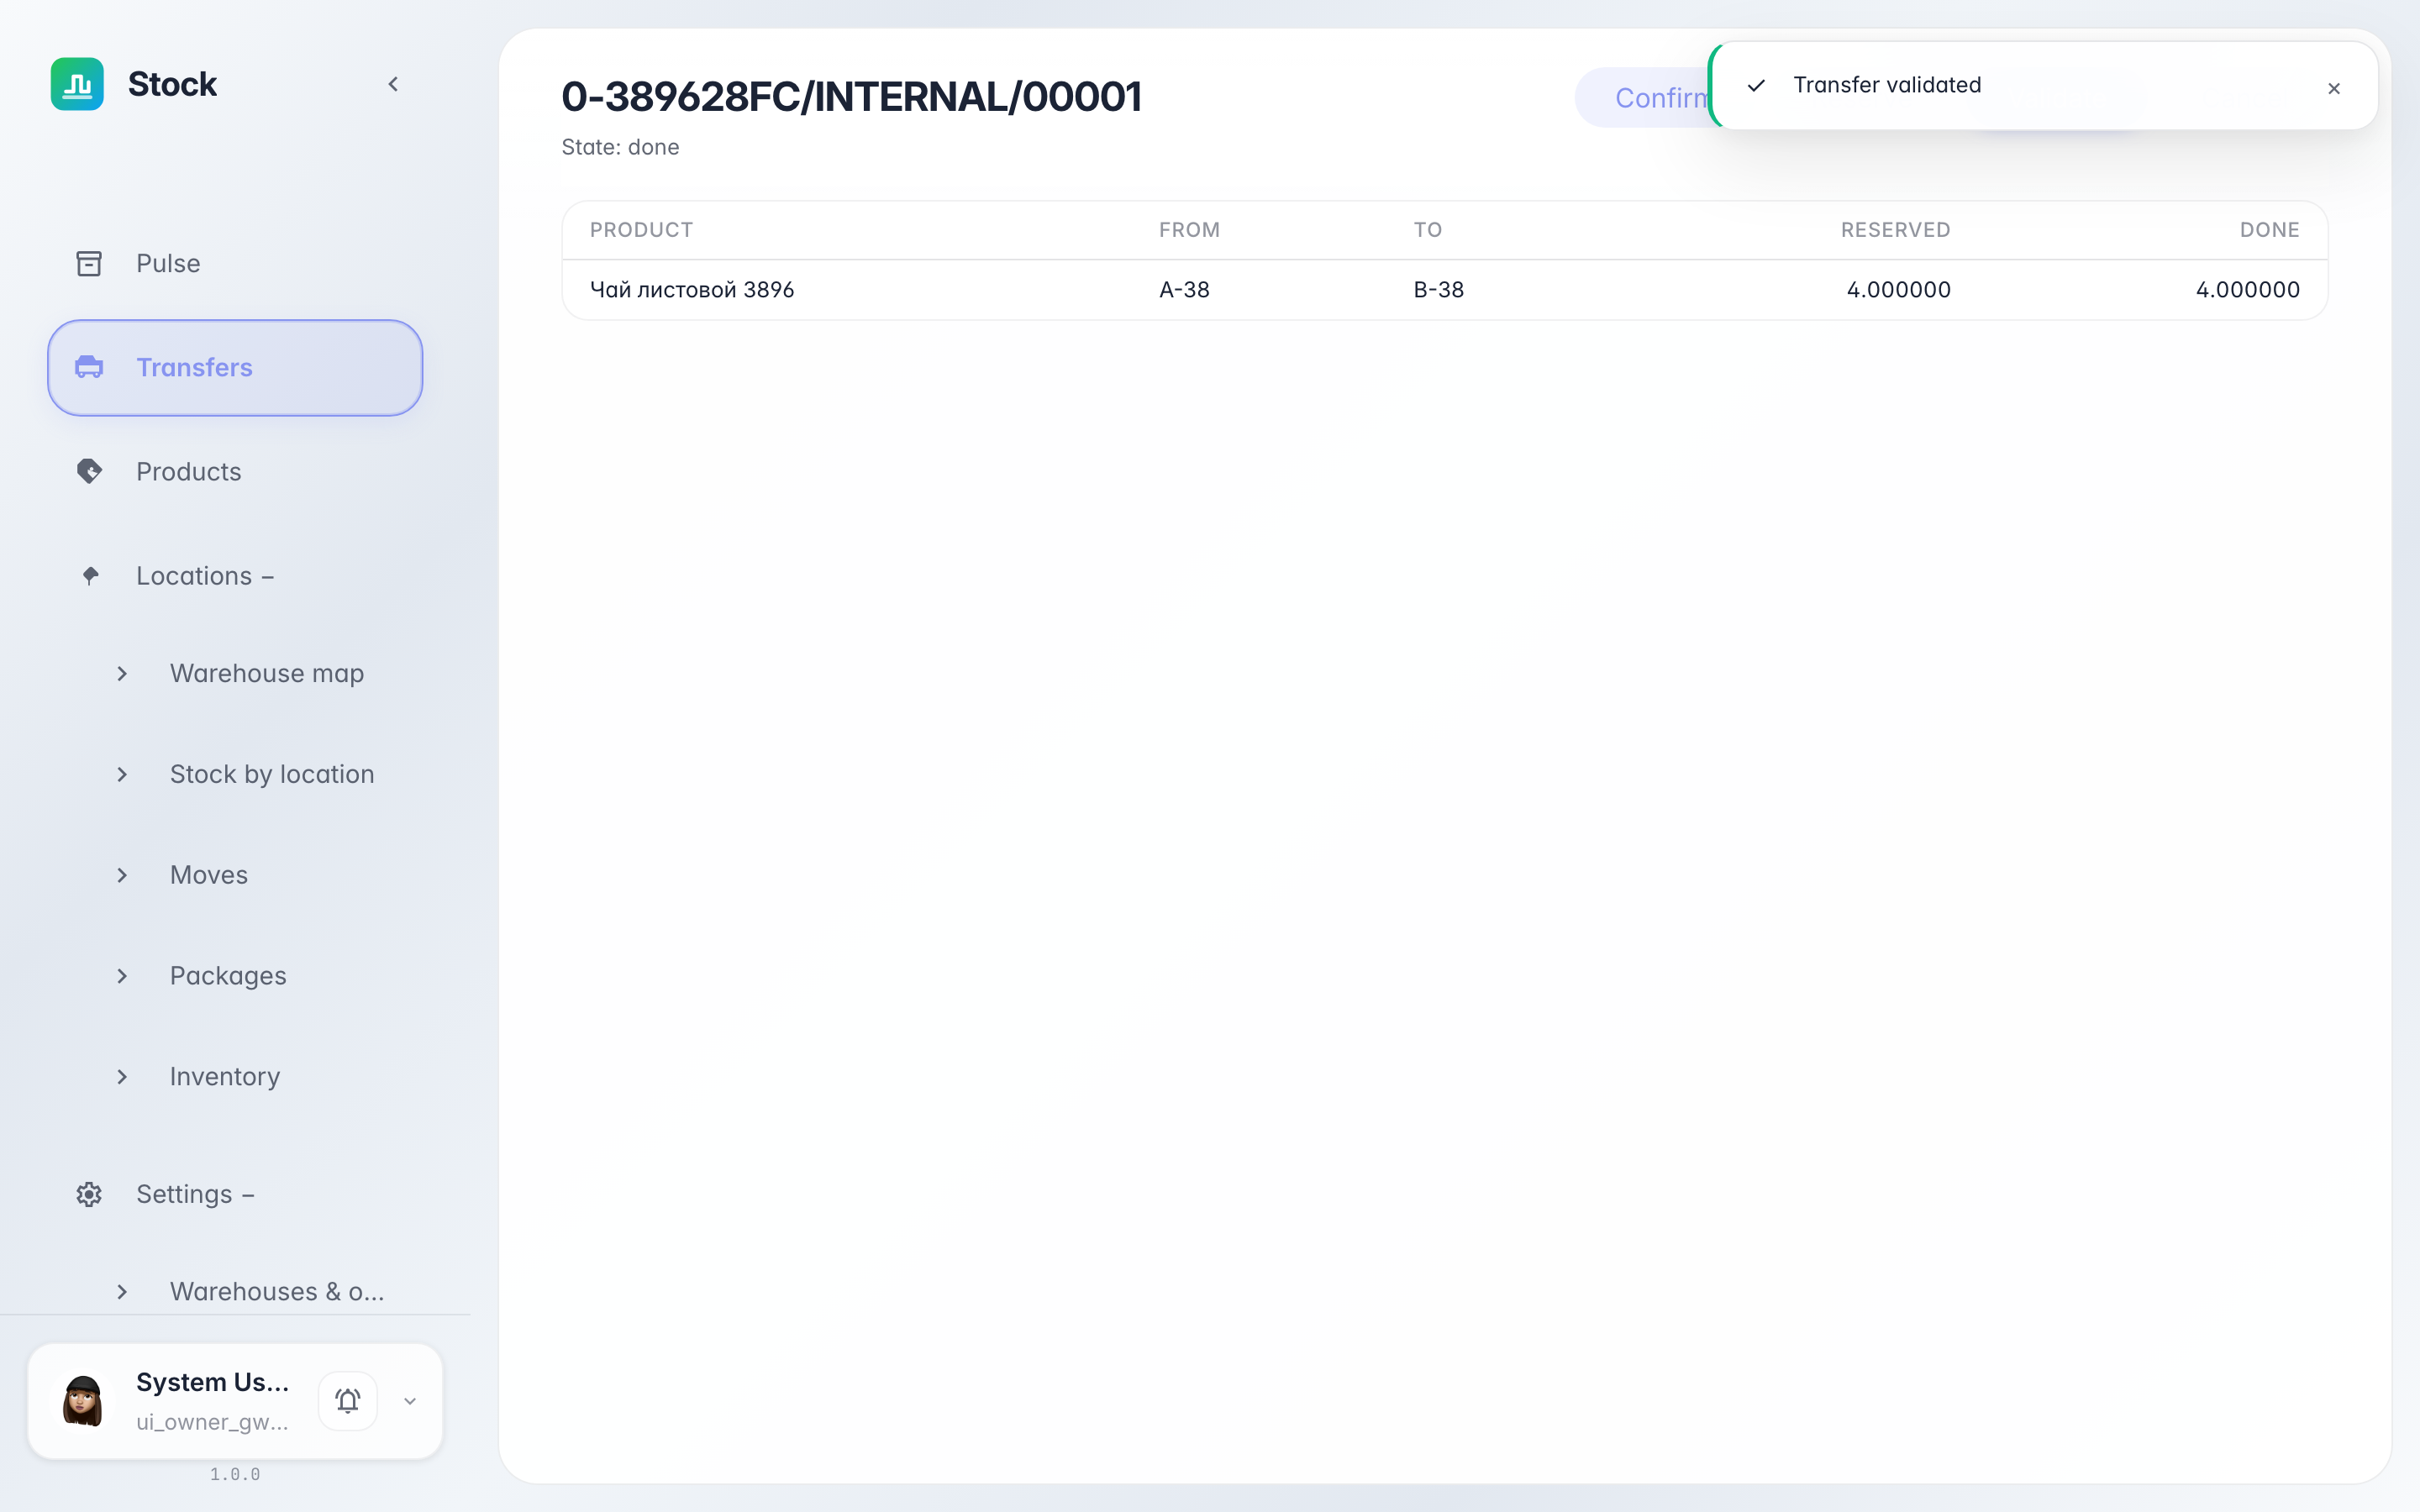 Stock
Pulse
Transfers
Products
Locations –
Warehouse map
Stock by location
Moves
Packages
Inventory
Settings –
Warehouses & o...
System Us...
ui_owner_gw...
1.0.0
0-389628FC/INTERNAL/00001
State: done
Confirm
Transfer validated
PRODUCT FROM TO RESERVED DONE
Чай листовой 3896 A-38 B-38 4.000000 4.000000